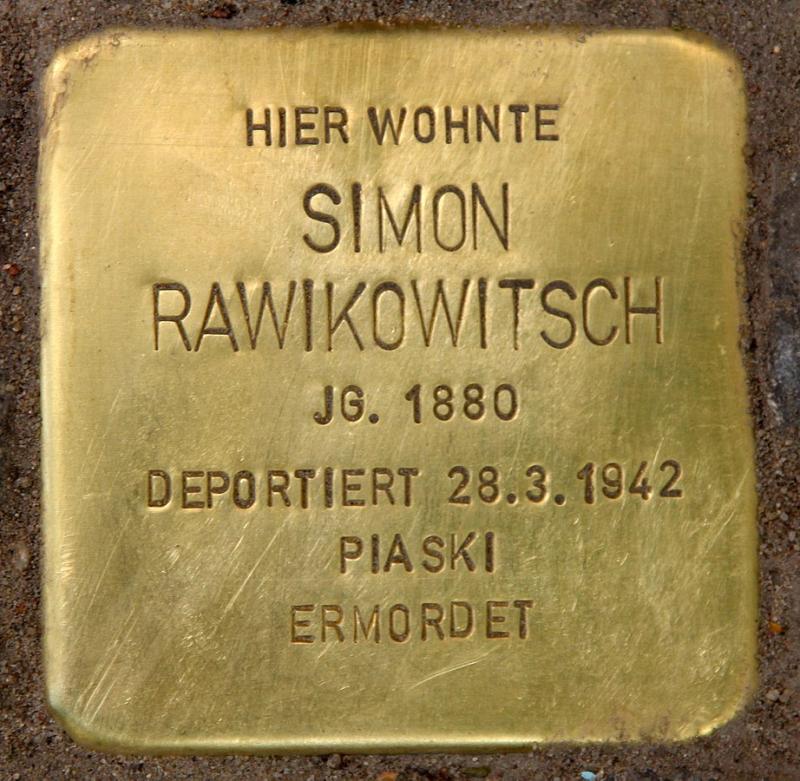 HIER WOHNTE
SIMON
RAWIKOWITSCH
JG. 1880
DEPORTIERT 28.3.1942
PIASKI
ERMORDET